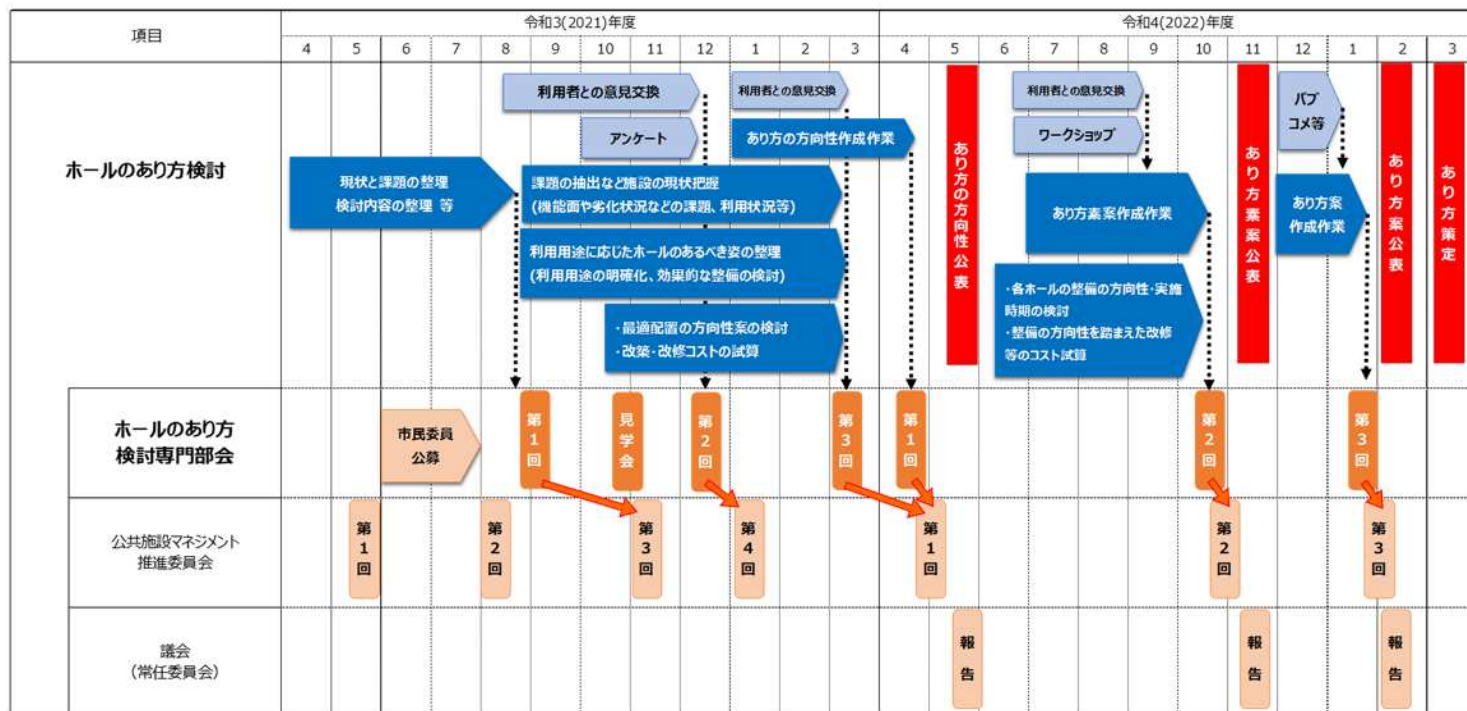 項目
令和3(2021)年度
令和4(2022)年度
4 5 6 7 8 9 10 11 12 1 2 3 4 5 6 7 8 9 10 11 12 1 2 3
ホールのあり方検討
現状と課題の整理
検討内容の整理 等
利用者との意見交換
アンケート
利用者との意見交換
あり方の方向性作成作業
課題の抽出など施設の現状把握
(機能面や劣化状況などの課題、利用状況等)
利用用途に応じたホールのあるべき姿の整理
(利用用途の明確化、効果的な整備の検討)
・最適配置の方向性案の検討
・改築・改修コストの試算
あり方の方向性公表
利用者との意見交換
ワークショップ
あり方素案作成作業
・各ホールの整備の方向性・実施
時期の検討
・整備の方向性を踏まえた改修
等のコスト試算
あり方素案公表
パブ
コメ等
あり方案
作成作業
あり方案公表
あり方策定
ホールのあり方
検討専門部会
市民委員
公募
第1回
見学会
第2回
第3回
第1回
第2回
第3回
公共施設マネジメント
推進委員会
第1回
第2回
第3回
第4回
第1回
第2回
第3回
議会
(常任委員会)
報告
報告
報告